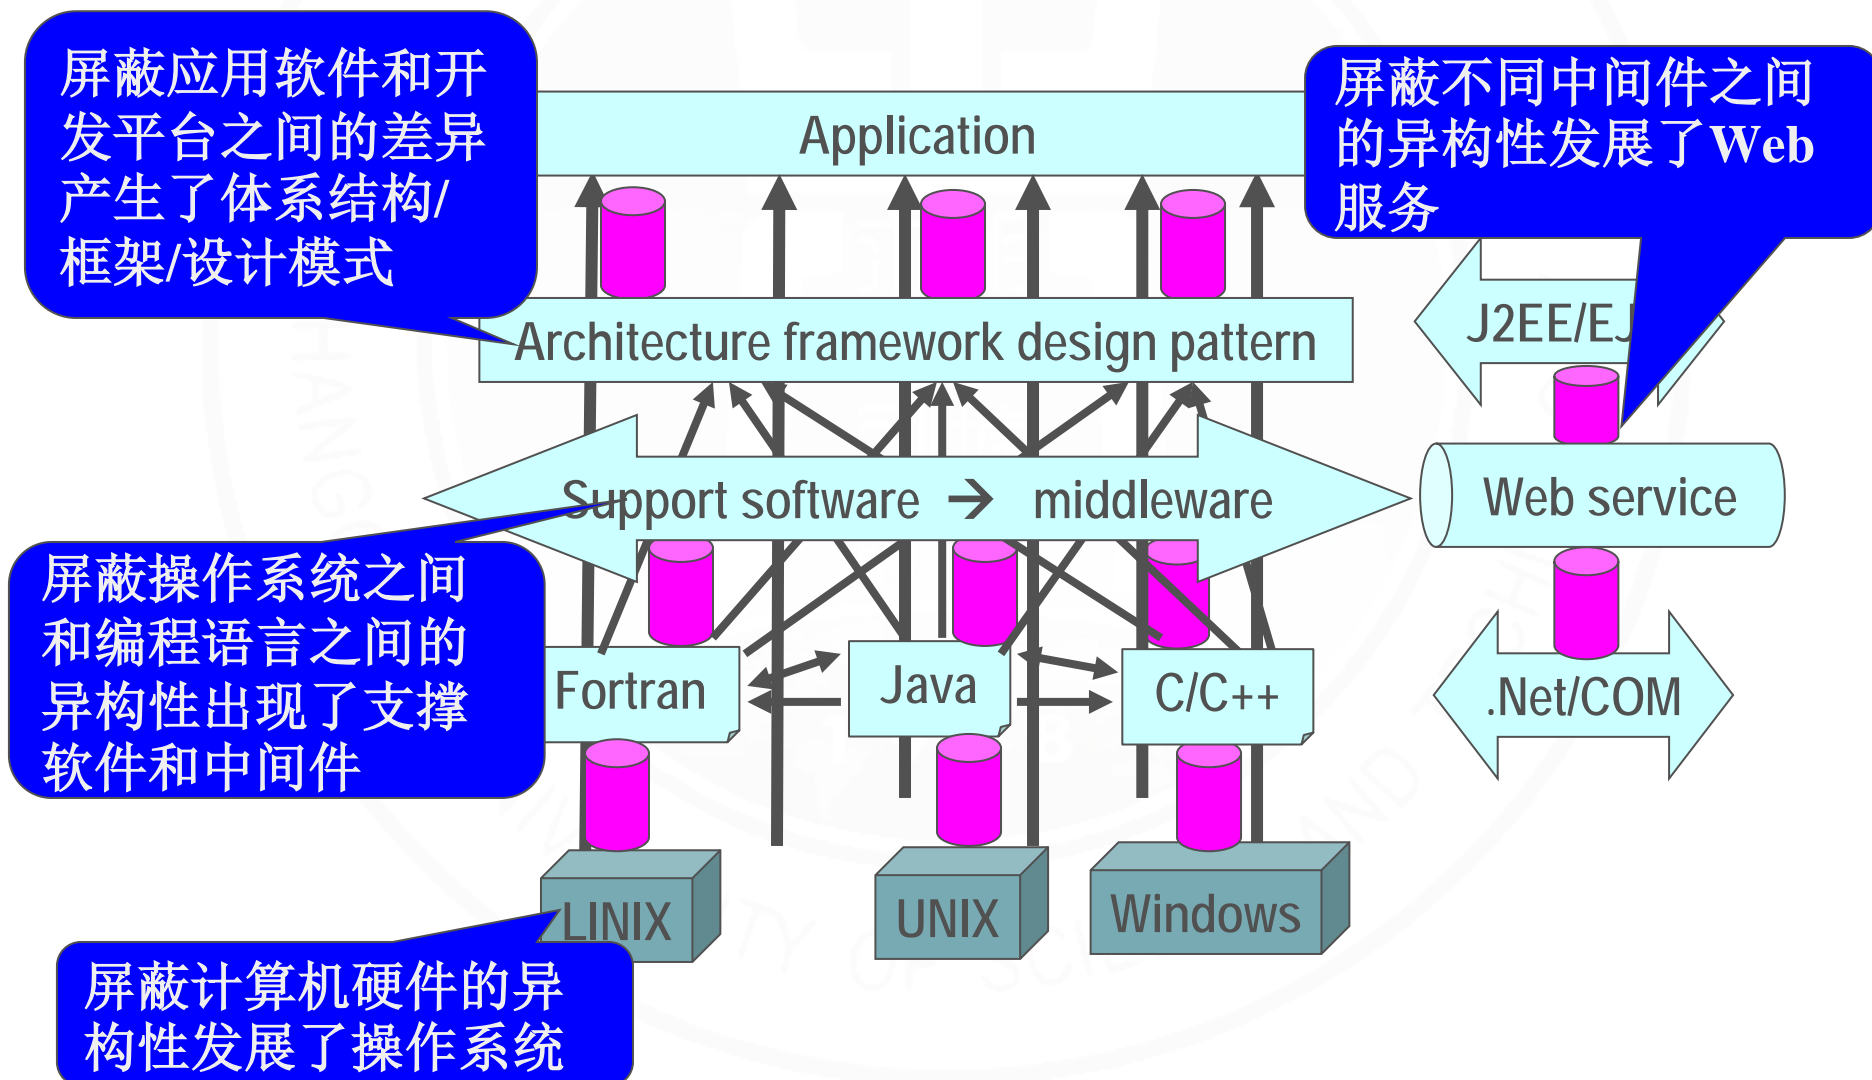 屏蔽应用软件和开
发平台之间的差异
产生了体系结构/
框架/设计模式
Application
屏蔽不同中间件之间
的异构性发展了Web
服务
Architecture framework design pattern
J2EE/EJ
Support software → middleware
Web service
屏蔽操作系统之间
和编程语言之间的
异构性出现了支撑
软件和中间件
Fortran
Java
C/C++
.Net/COM
LINIX
UNIX
Windows
屏蔽计算机硬件的异
构性发展了操作系统